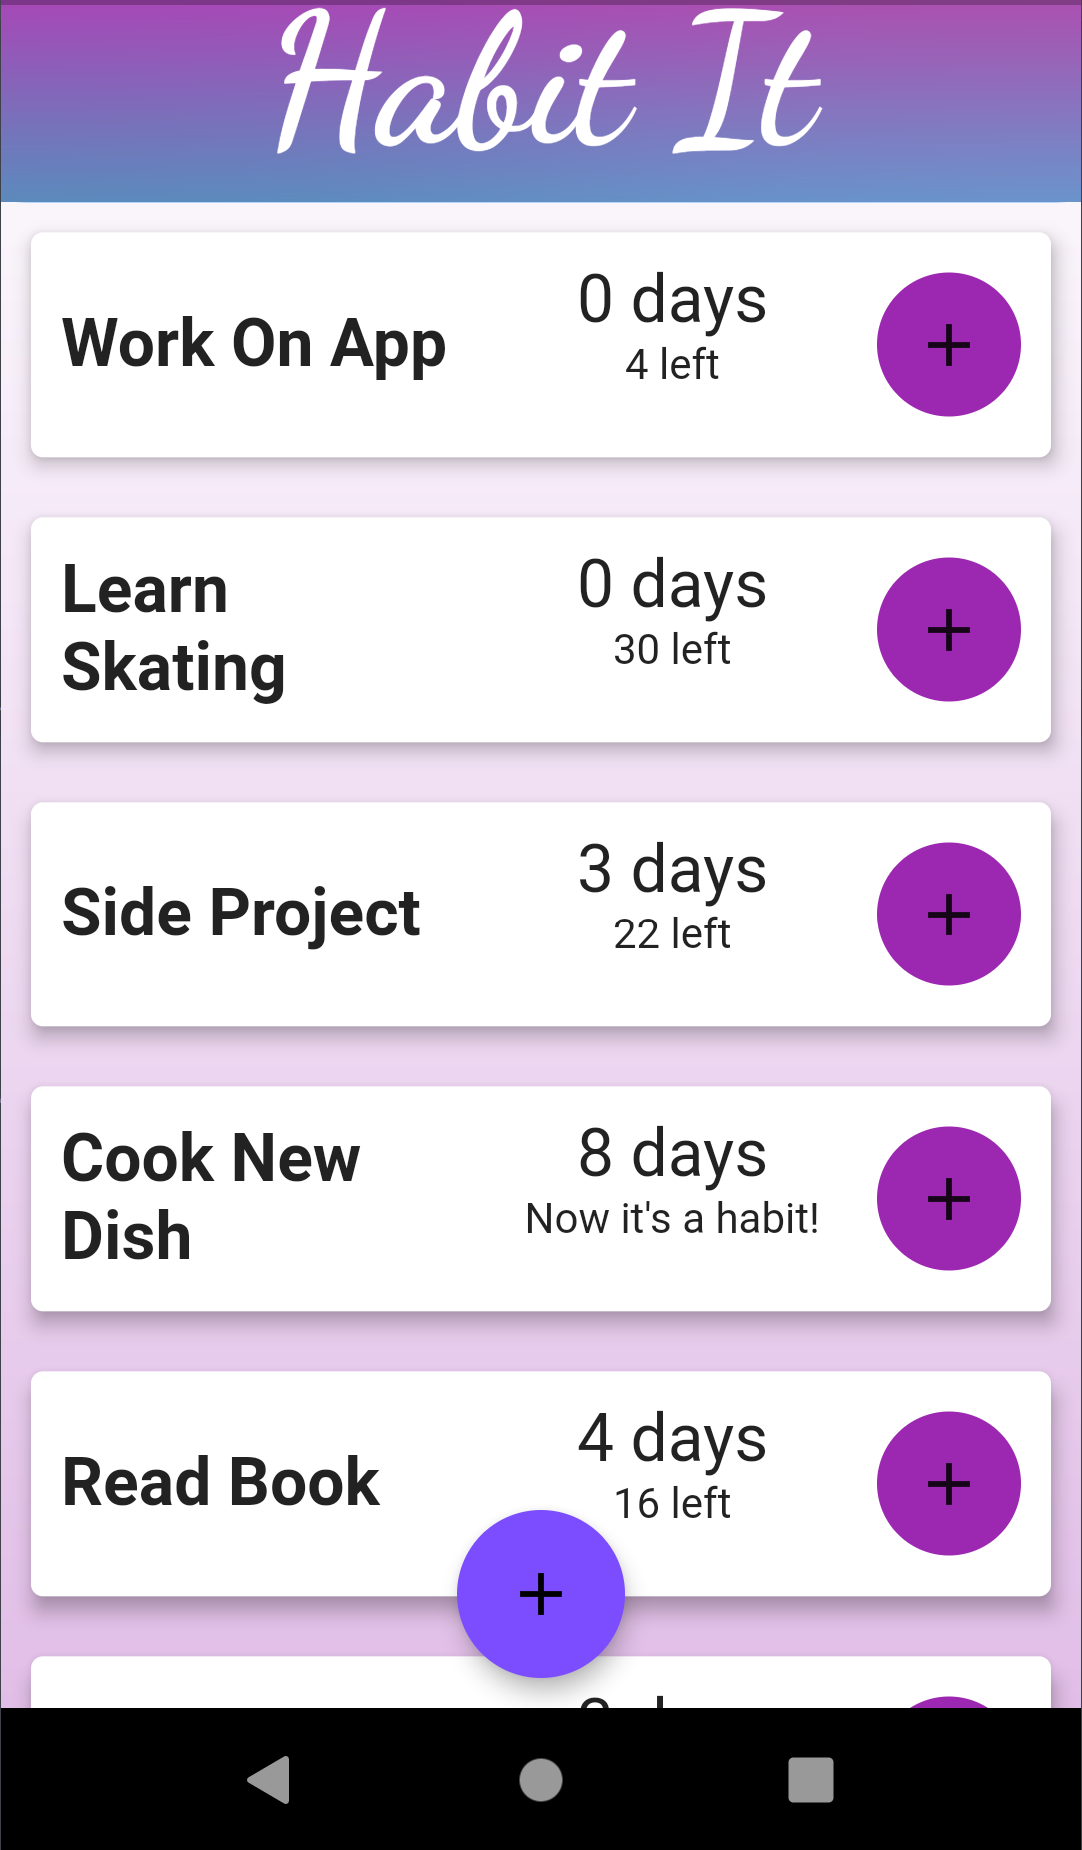 Habit It
Work On App
0 days
4 left
Learn
Skating
0 days
30 left
Side Project
3 days
22 left
Cook New
Dish
8 days
Now it's a habit!
Read Book
4 days
16 left